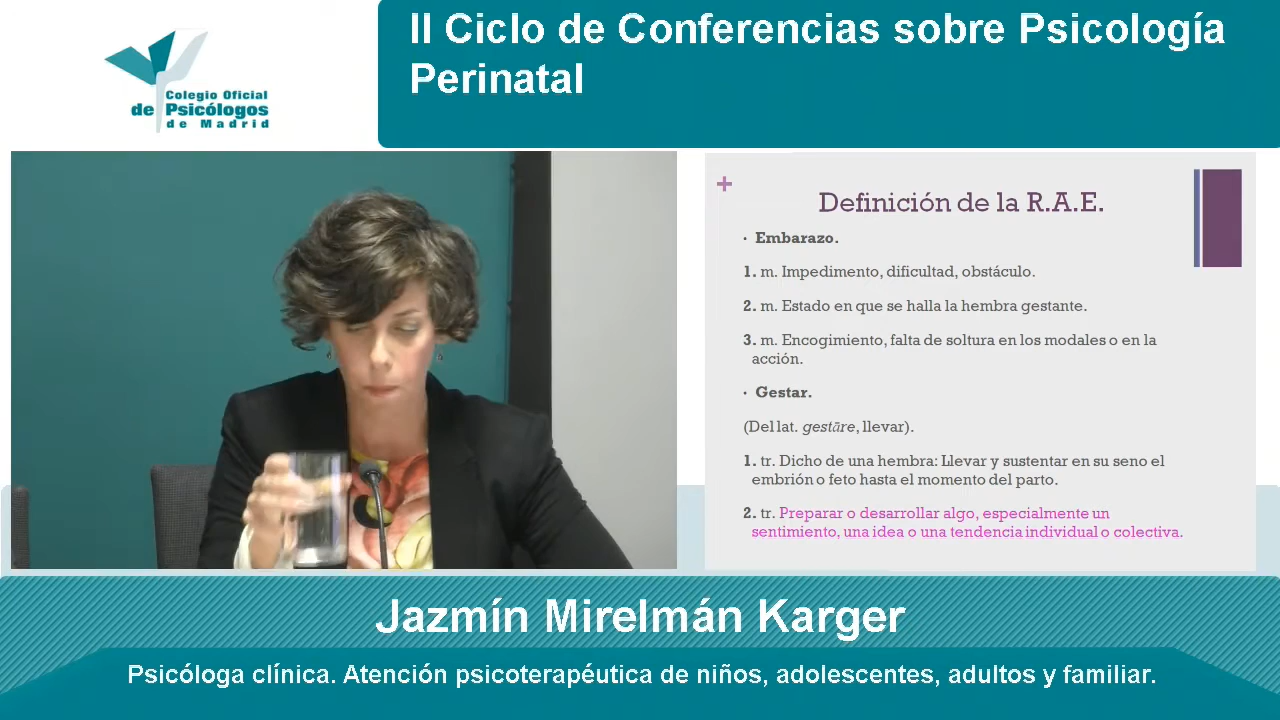 Colegio Oficial
de Psicólogos
de Madrid
II Ciclo de Conferencias sobre Psicología
Perinatal
+
Definición de la R.A.E.
• Embarazo.
1. m. Impedimento, dificultad, obstáculo.
2. m. Estado en que se halla la hembra gestante.
3. m. Encogimiento, falta de soltura en los modales o en la
acción.
• Gestar.
(Del lat. gestāre, llevar).
1. tr. Dicho de una hembra: Llevar y sustentar en su seno el
embrión o feto hasta el momento del parto.
2. tr. Preparar o desarrollar algo, especialmente un
sentimiento, una idea o una tendencia individual o colectiva.
Jazmín Mirelmán Karger
Psicóloga clínica. Atención psicoterapéutica de niños, adolescentes, adultos y familiar.